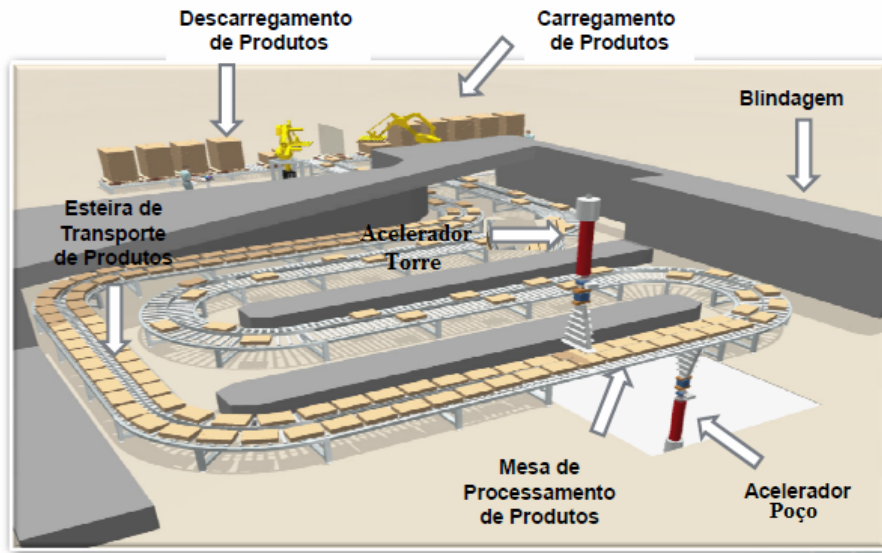 Descarregamento
de Produtos
Carregamento
de Produtos
Blindagem
Esteira de
Transporte
de Produtos
Acelerador
Torre
Mesa de
Processamento
de Produtos
Acelerador
Poço